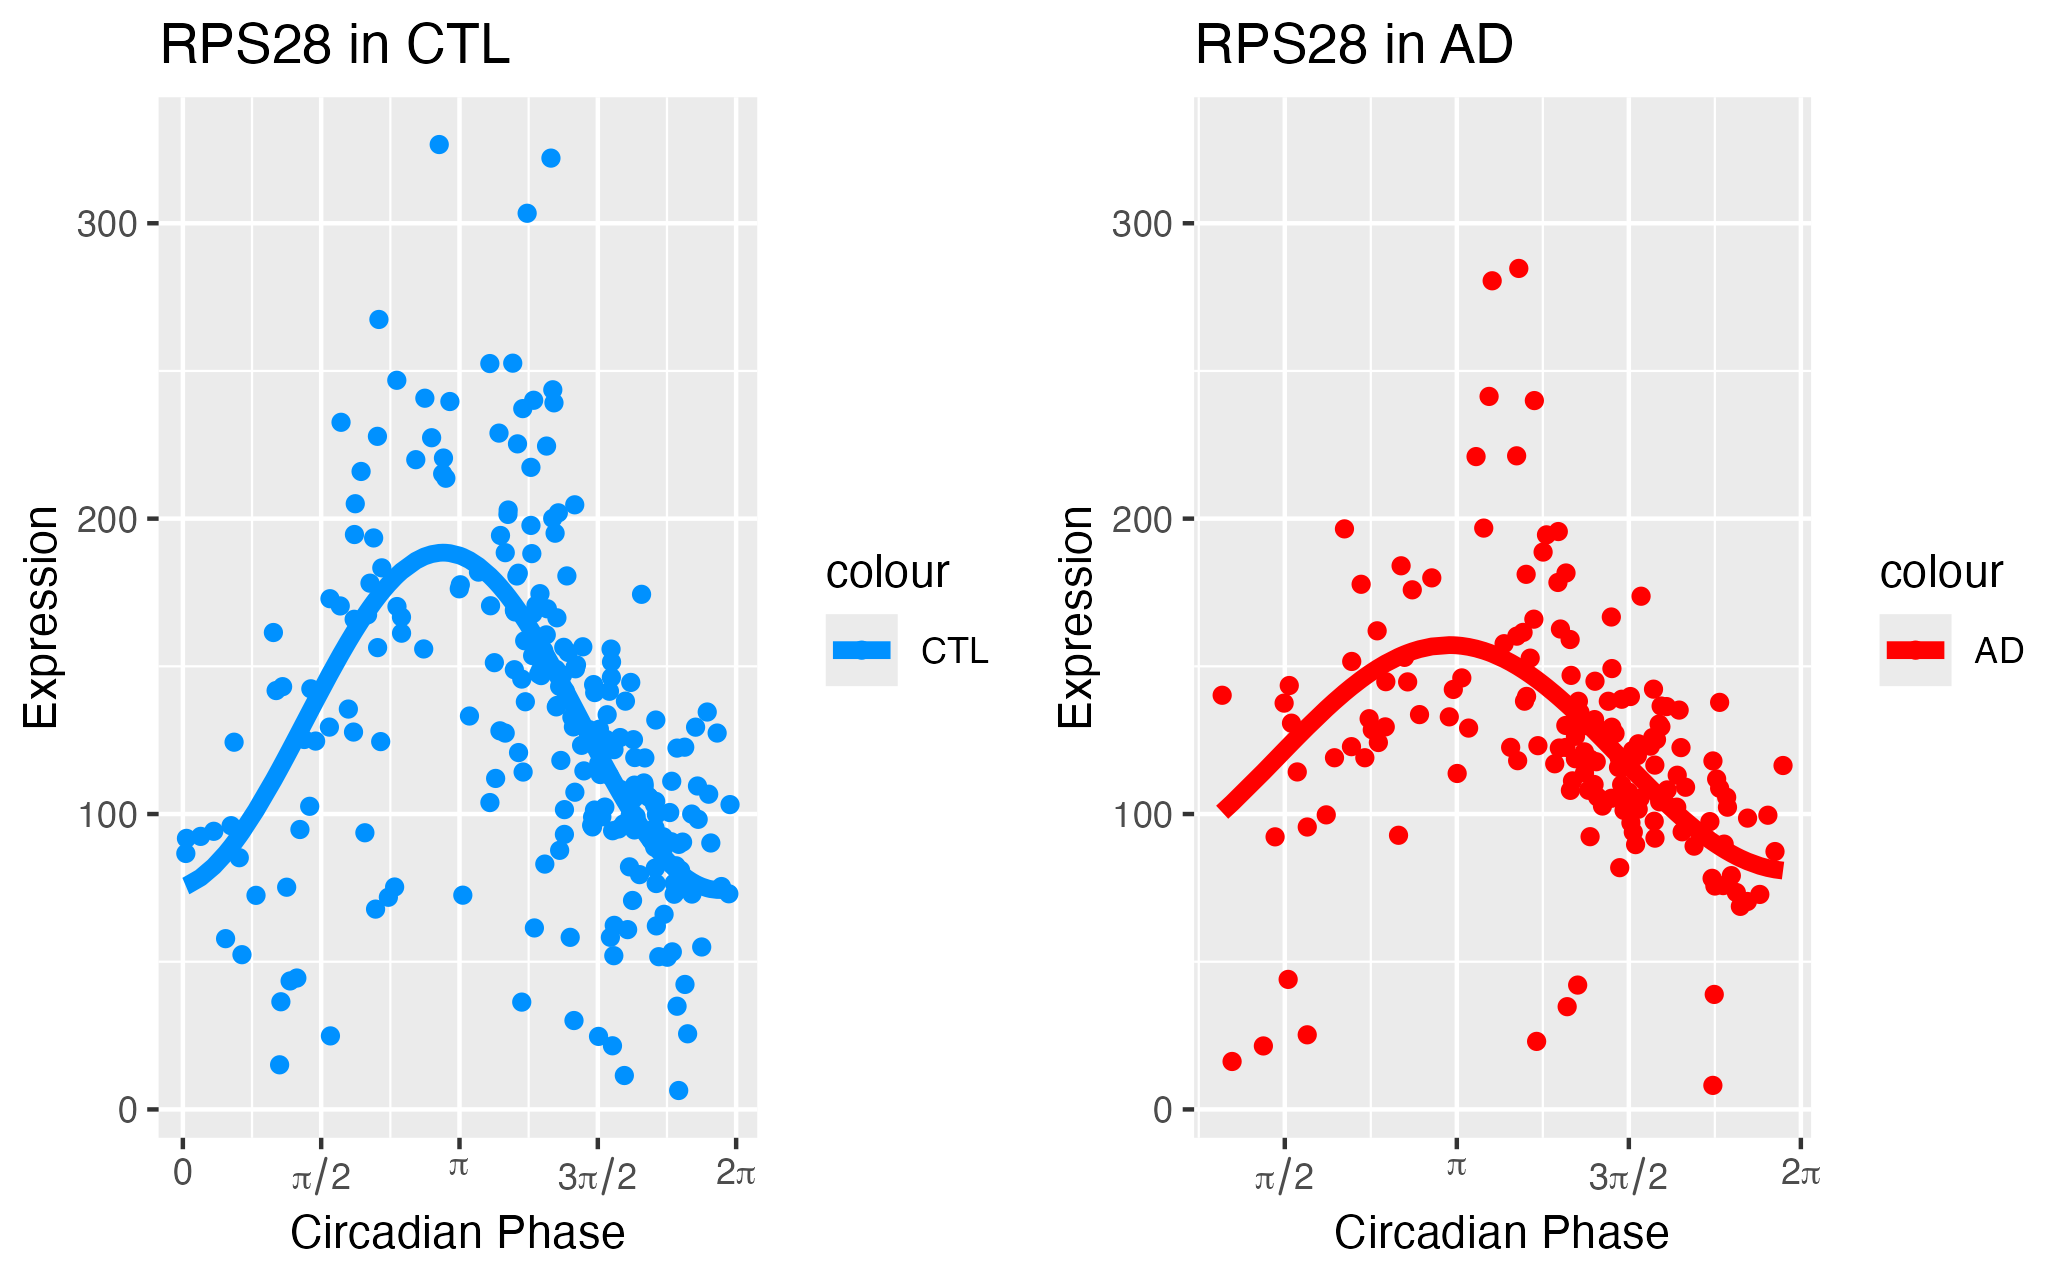 RPS28 in CTL
300
200
100
0
Expression
0 π/2 π 3π/2 2π
Circadian Phase
colour
CTL
RPS28 in AD
300
200
100
0
Expression
π/2 π 3π/2 2π
Circadian Phase
colour
AD